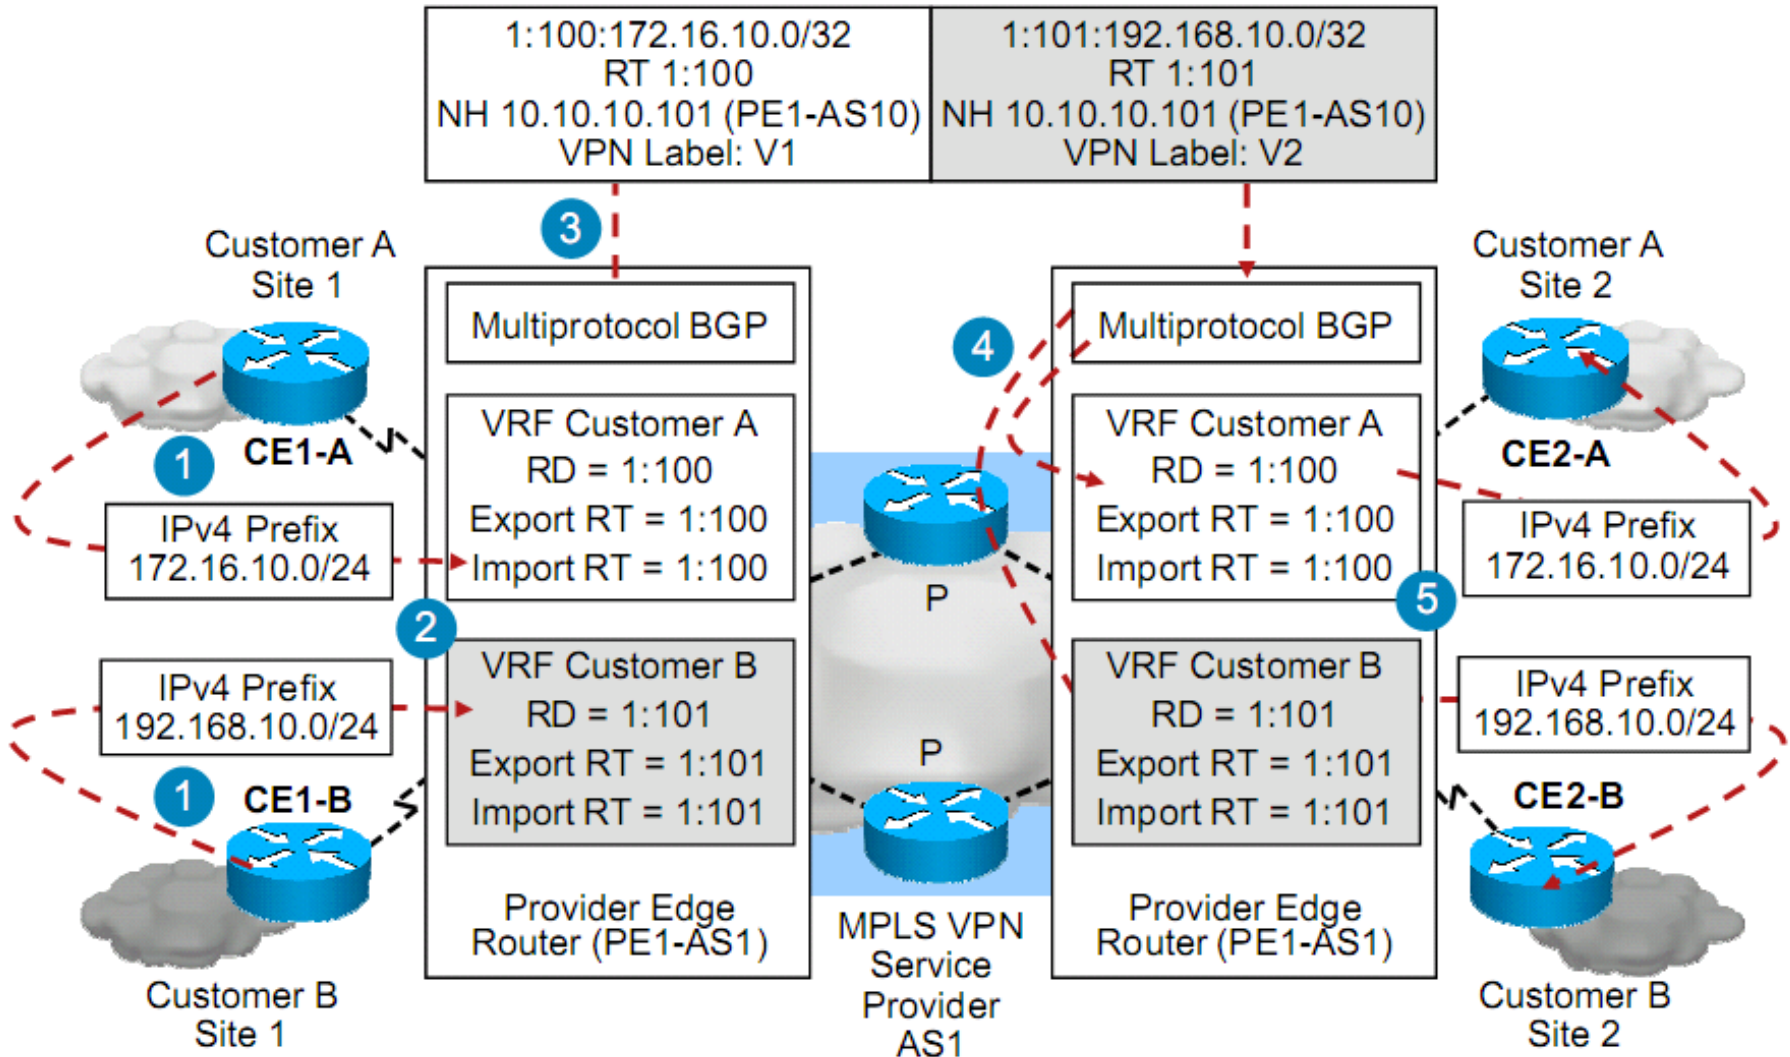 1:100:172.16.10.0/32
RT 1:100
NH 10.10.10.101 (PE1-AS10)
VPN Label: V1
1:101:192.168.10.0/32
RT 1:101
NH 10.10.10.101 (PE1-AS10)
VPN Label: V2
3
Customer A
Site 1
CE1-A
1
IPv4 Prefix
172.16.10.0/24
2
IPv4 Prefix
192.168.10.0/24
1
CE1-B
Customer B
Site 1
Multiprotocol BGP
VRF Customer A
RD = 1:100
Export RT = 1:100
Import RT = 1:100
VRF Customer B
RD = 1:101
Export RT = 1:101
Import RT = 1:101
Provider Edge
Router (PE1-AS1)
4
P
P
MPLS VPN
Service
Provider
AS1
Multiprotocol BGP
VRF Customer A
RD = 1:100
Export RT = 1:100
Import RT = 1:100
VRF Customer B
RD = 1:101
Export RT = 1:101
Import RT = 1:101
Provider Edge
Router (PE1-AS1)
5
Customer A
Site 2
CE2-A
IPv4 Prefix
172.16.10.0/24
IPv4 Prefix
192.168.10.0/24
CE2-B
Customer B
Site 2